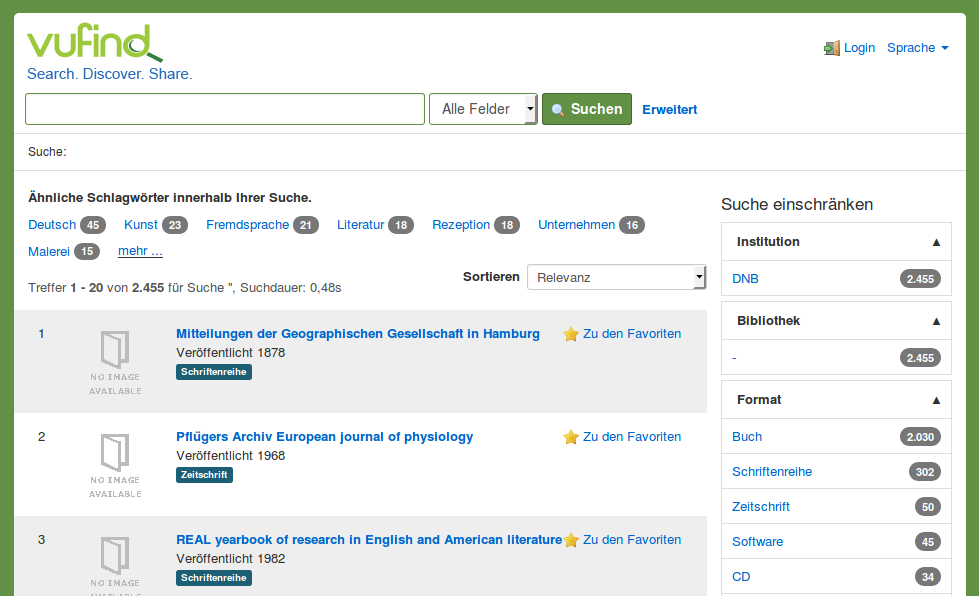 vufind
Search. Discover. Share.
Login Sprache
Alle Felder Suchen Erweitert
Suche:
Ähnliche Schlagwörter innerhalb Ihrer Suche.
Deutsch 45 Kunst 23 Fremdsprache 21 Literatur 18 Rezeption 18 Unternehmen 16
Malerei 15 mehr ...
Sortieren Relevanz
Treffer 1 - 20 von 2.455 für Suche '', Suchdauer: 0,48s
1
NO IMAGE
AVAILABLE
Mitteilungen der Geographischen Gesellschaft in Hamburg
Veröffentlicht 1878
Schriftenreihe
Zu den Favoriten
2
NO IMAGE
AVAILABLE
Pflügers Archiv European journal of physiology
Veröffentlicht 1968
Zeitschrift
Zu den Favoriten
3
NO IMAGE
AVAILABLE
REAL yearbook of research in English and American literature
Veröffentlicht 1982
Schriftenreihe
Zu den Favoriten
Suche einschränken
Institution ▲
DNB 2.455
Bibliothek ▲
- 2.455
Format ▲
Buch 2.030
Schriftenreihe 302
Zeitschrift 50
Software 45
CD 34